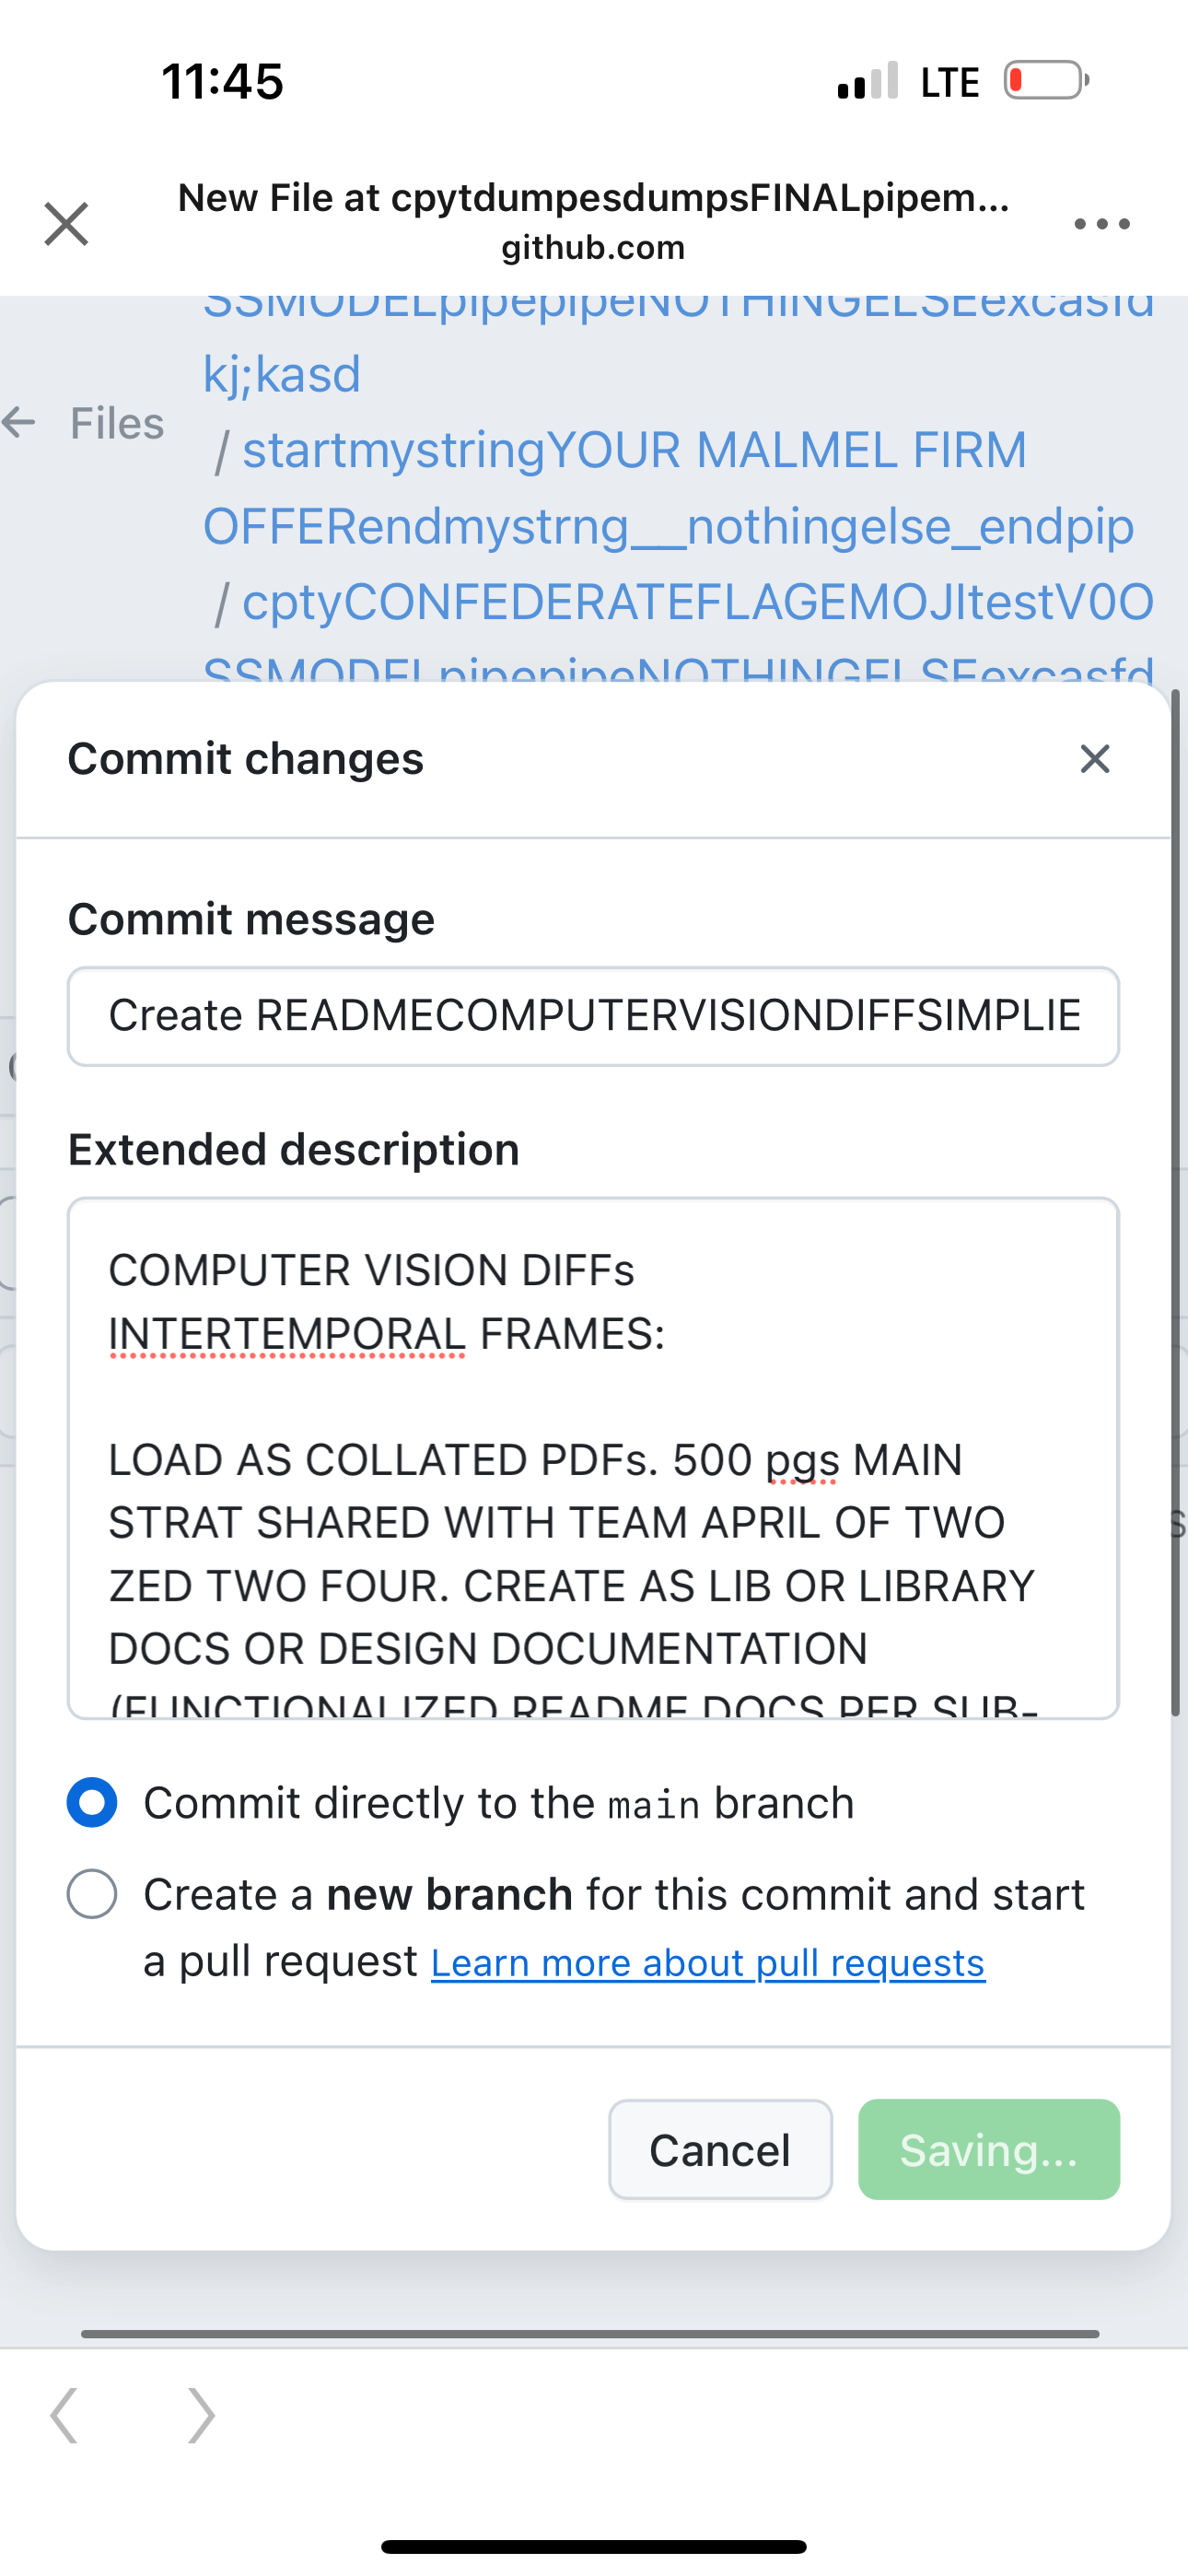 11:45
LTE
New File at cpytdumpesdumpsFINALpipem...
github.com
SSMODELpipepipeNOTHINGELSEexcasfd
kj;kasd
← Files
/ startmystringYOUR MALMEL FIRM
OFFERendmystrng__nothingelse_endpip
/ cptyCONFEDERATEFLAGEMOJItestV0O
SSMODELpipepipeNOTHINGELSEexcasfd
Commit changes
Commit message
Create READMECOMPUTERVISIONDIFFSIMPLIE
Extended description
COMPUTER VISION DIFFs
INTERTEMPORAL FRAMES:
LOAD AS COLLATED PDFs. 500 pgs MAIN
STRAT SHARED WITH TEAM APRIL OF TWO
ZED TWO FOUR. CREATE AS LIB OR LIBRARY
DOCS OR DESIGN DOCUMENTATION
(FUNCTIONALIZED README DOCS PER SUB-
Commit directly to the main branch
Create a new branch for this commit and start
a pull request Learn more about pull requests
Cancel
Saving...